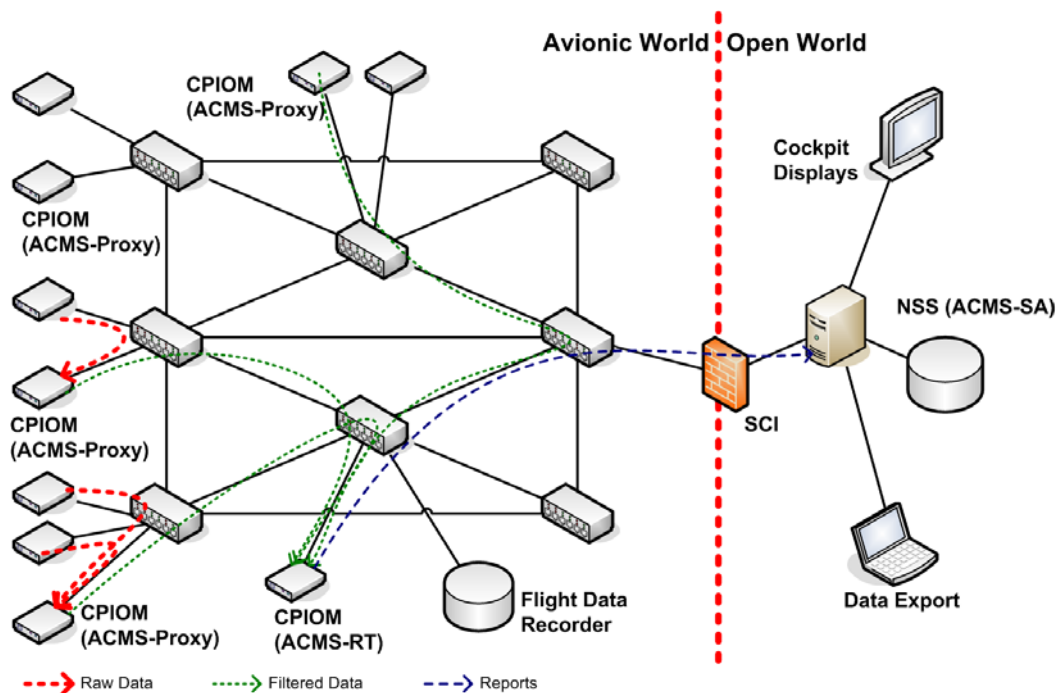 Avionic World
Open World
CPIOM
(ACMS-Proxy)
Cockpit
Displays
CPIOM
(ACMS-Proxy)
NSS (ACMS-SA)
CPIOM
(ACMS-Proxy)
SCI
CPIOM
(ACMS-Proxy)
CPIOM
(ACMS-RT)
Flight Data
Recorder
Data Export
Raw Data
Filtered Data
Reports